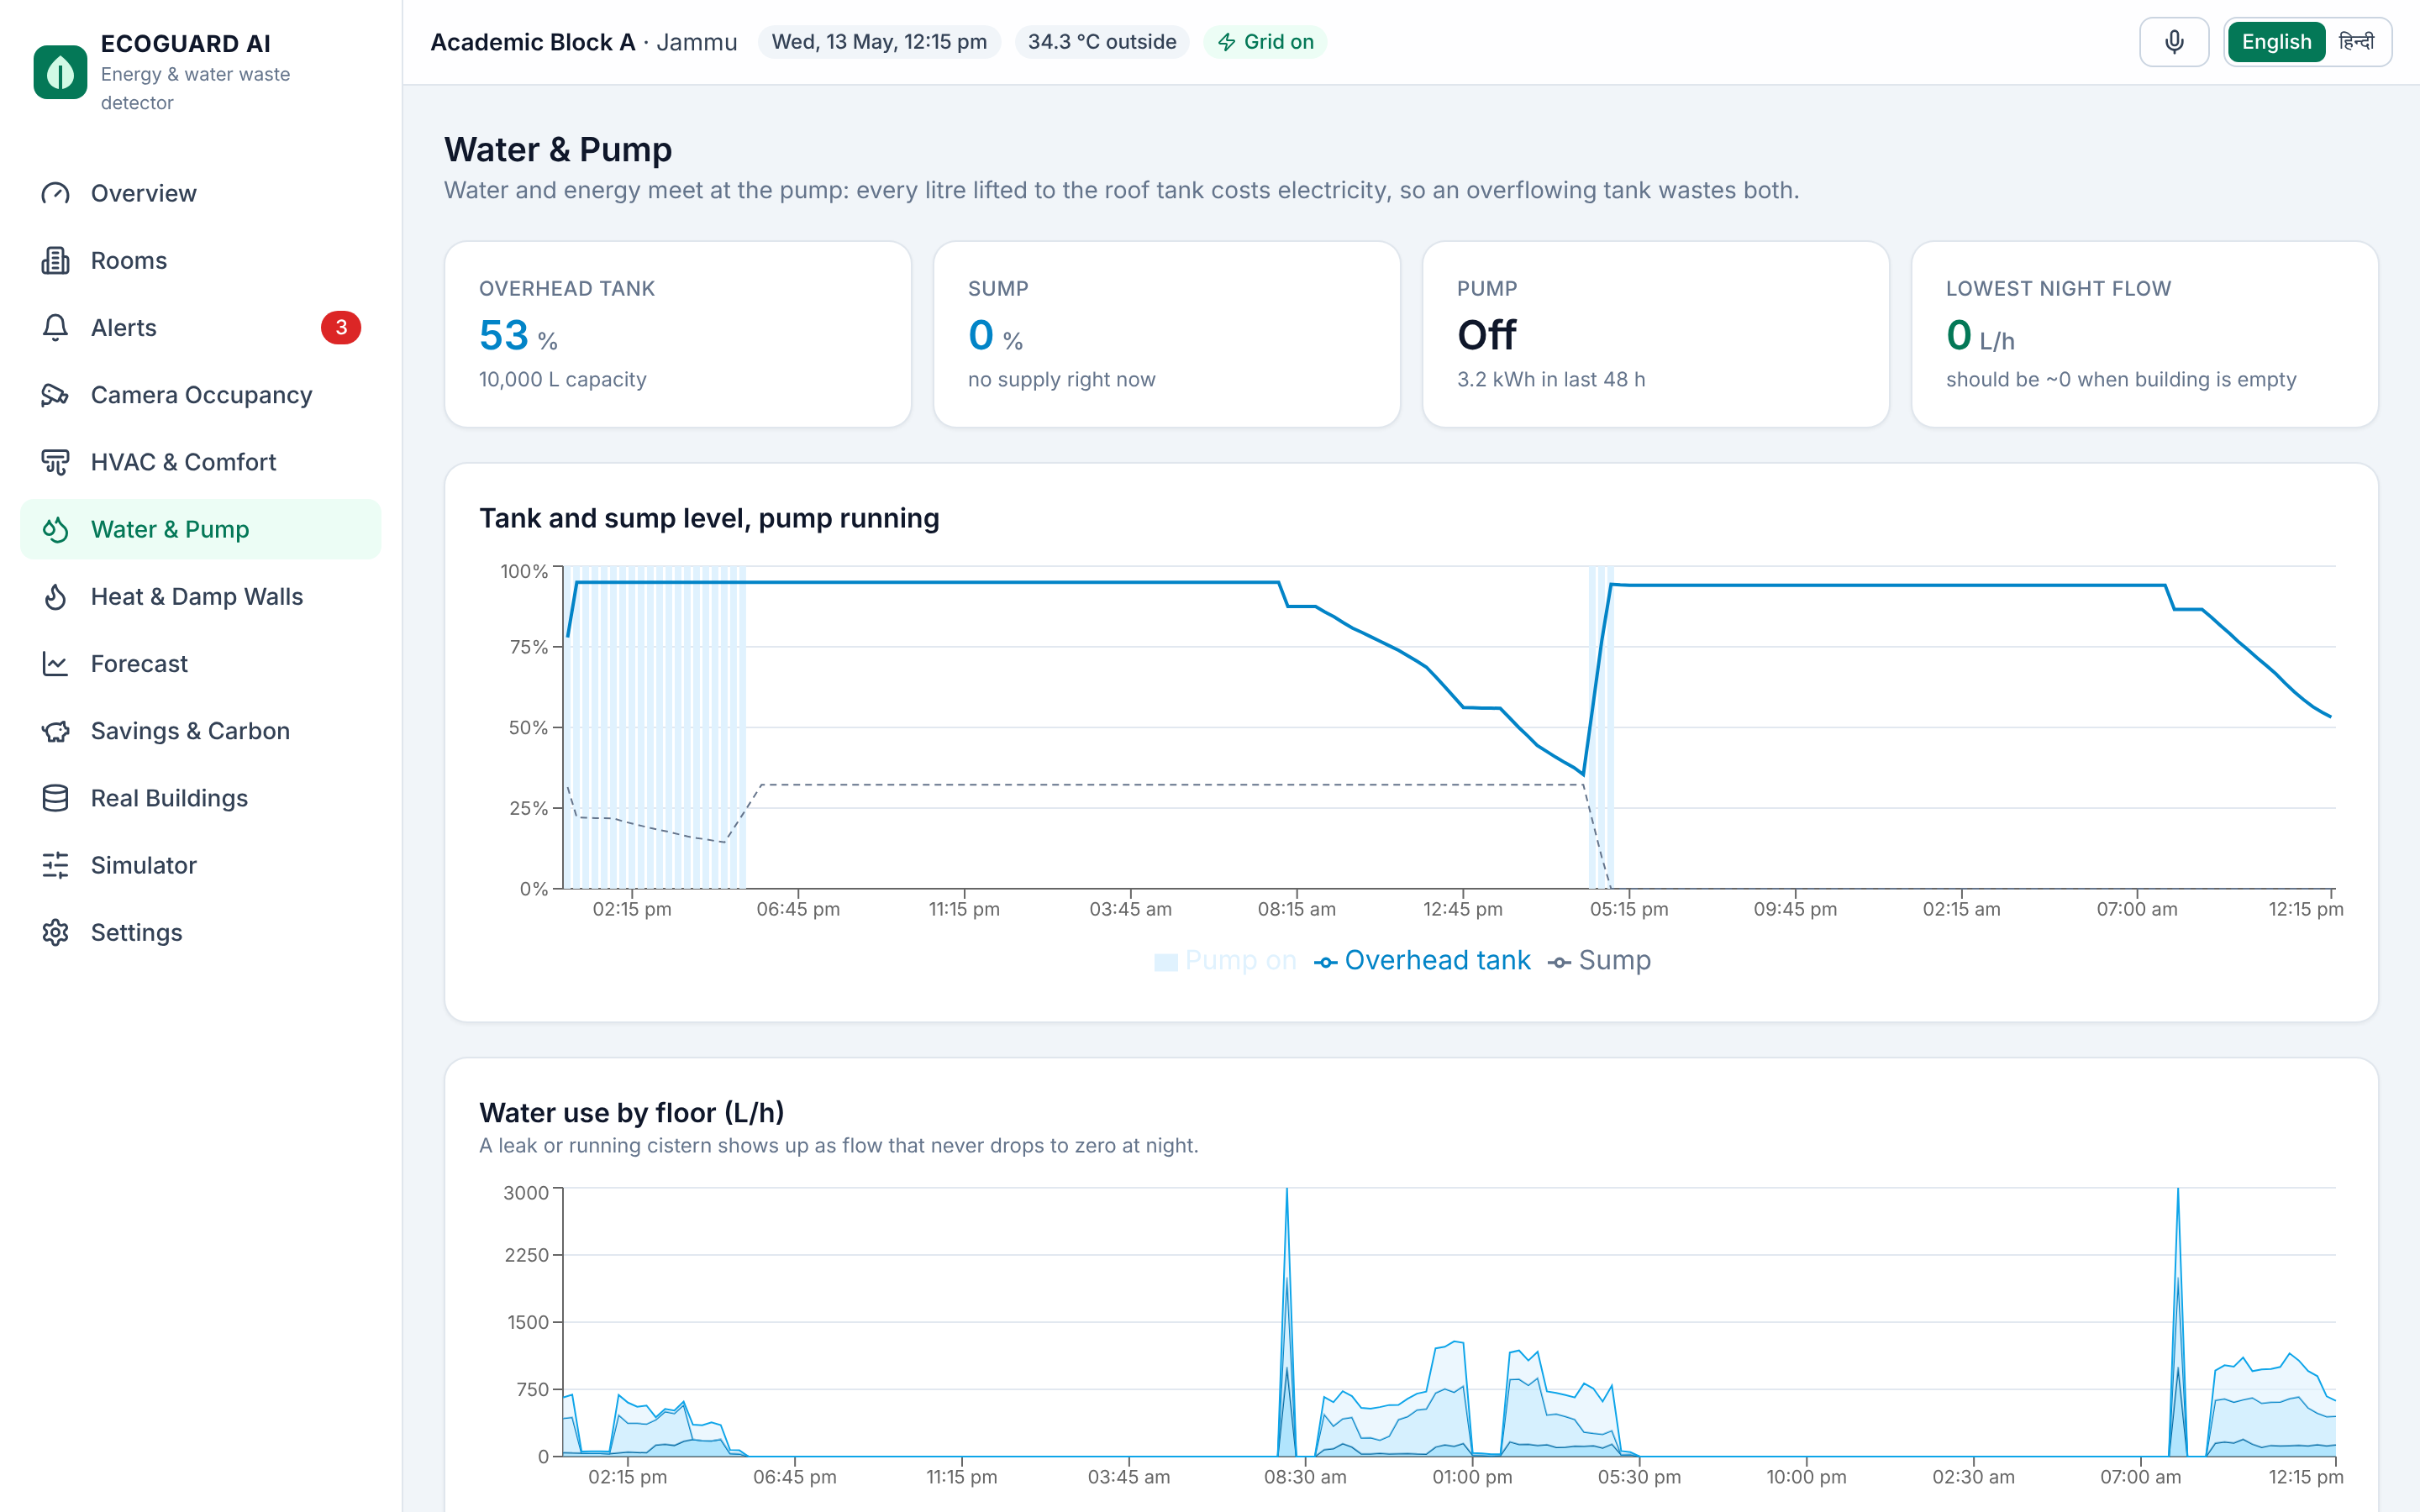 ECOGUARD AI
Energy & water waste
detector
Overview
Rooms
Alerts 3
Camera Occupancy
HVAC & Comfort
Water & Pump
Heat & Damp Walls
Forecast
Savings & Carbon
Real Buildings
Simulator
Settings
Academic Block A · Jammu Wed, 13 May, 12:15 pm 34.3 °C outside Grid on English हिन्दी
Water & Pump
Water and energy meet at the pump: every litre lifted to the roof tank costs electricity, so an overflowing tank wastes both.
OVERHEAD TANK
53 %
10,000 L capacity
SUMP
0 %
no supply right now
PUMP
Off
3.2 kWh in last 48 h
LOWEST NIGHT FLOW
0 L/h
should be ~0 when building is empty
Tank and sump level, pump running
100%
75%
50%
25%
0%
02:15 pm 06:45 pm 11:15 pm 03:45 am 08:15 am 12:45 pm 05:15 pm 09:45 pm 02:15 am 07:00 am 12:15 pm
Pump on Overhead tank Sump
Water use by floor (L/h)
A leak or running cistern shows up as flow that never drops to zero at night.
3000
2250
1500
750
0
02:15 pm 06:45 pm 11:15 pm 03:45 am 08:30 am 01:00 pm 05:30 pm 10:00 pm 02:30 am 07:00 am 12:15 pm